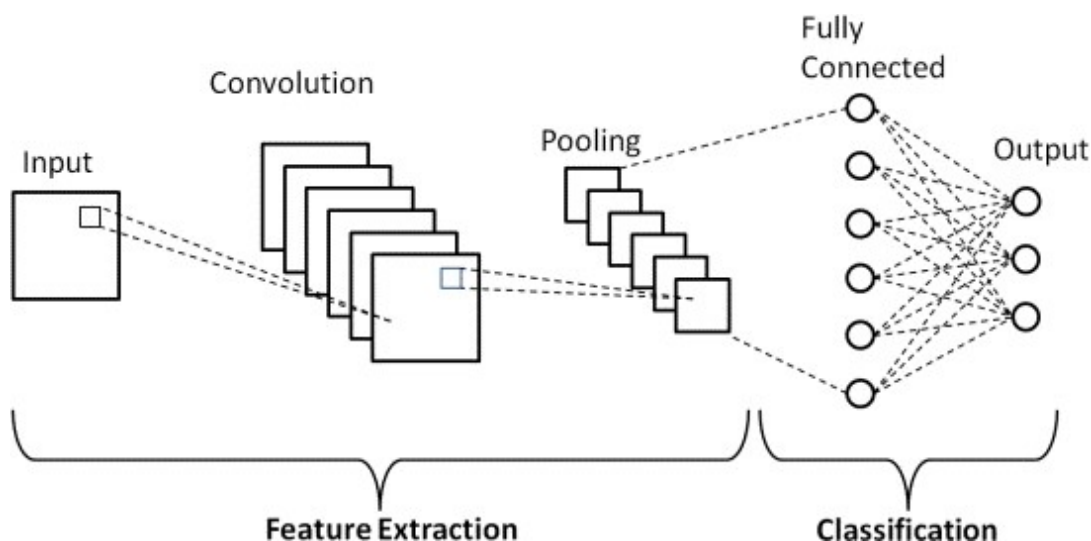 Input
Convolution
Pooling
Fully
Connected
Output
Feature Extraction
Classification